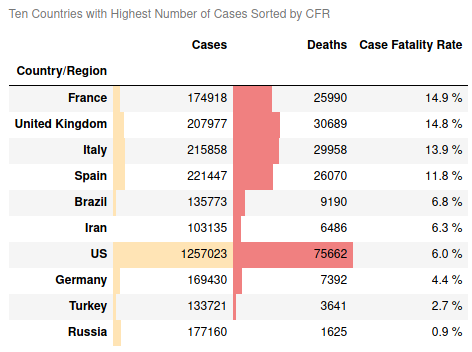 Ten Countries with Highest Number of Cases Sorted by CFR
Cases Deaths Case Fatality Rate
Country/Region
France 174918 25990 14.9 %
United Kingdom 207977 30689 14.8 %
Italy 215858 29958 13.9 %
Spain 221447 26070 11.8 %
Brazil 135773 9190 6.8 %
Iran 103135 6486 6.3 %
US 1257023 75662 6.0 %
Germany 169430 7392 4.4 %
Turkey 133721 3641 2.7 %
Russia 177160 1625 0.9 %